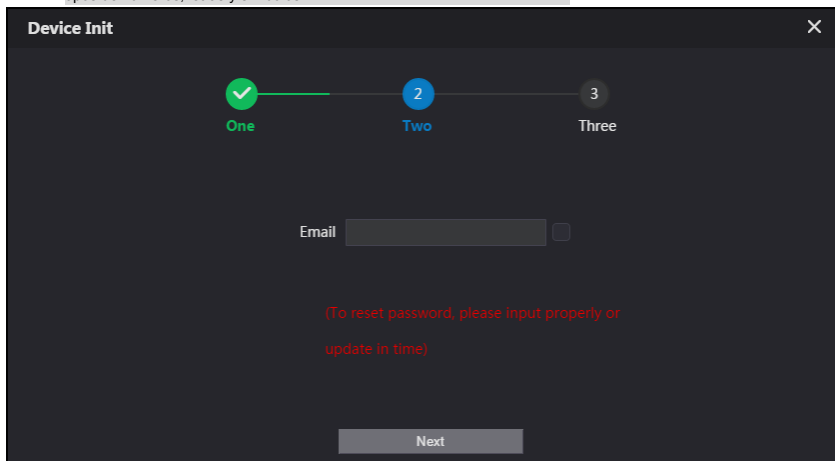 Device Init
2
3
One
Two
Three
Email
(To reset password, please input properly or
update in time)
Next